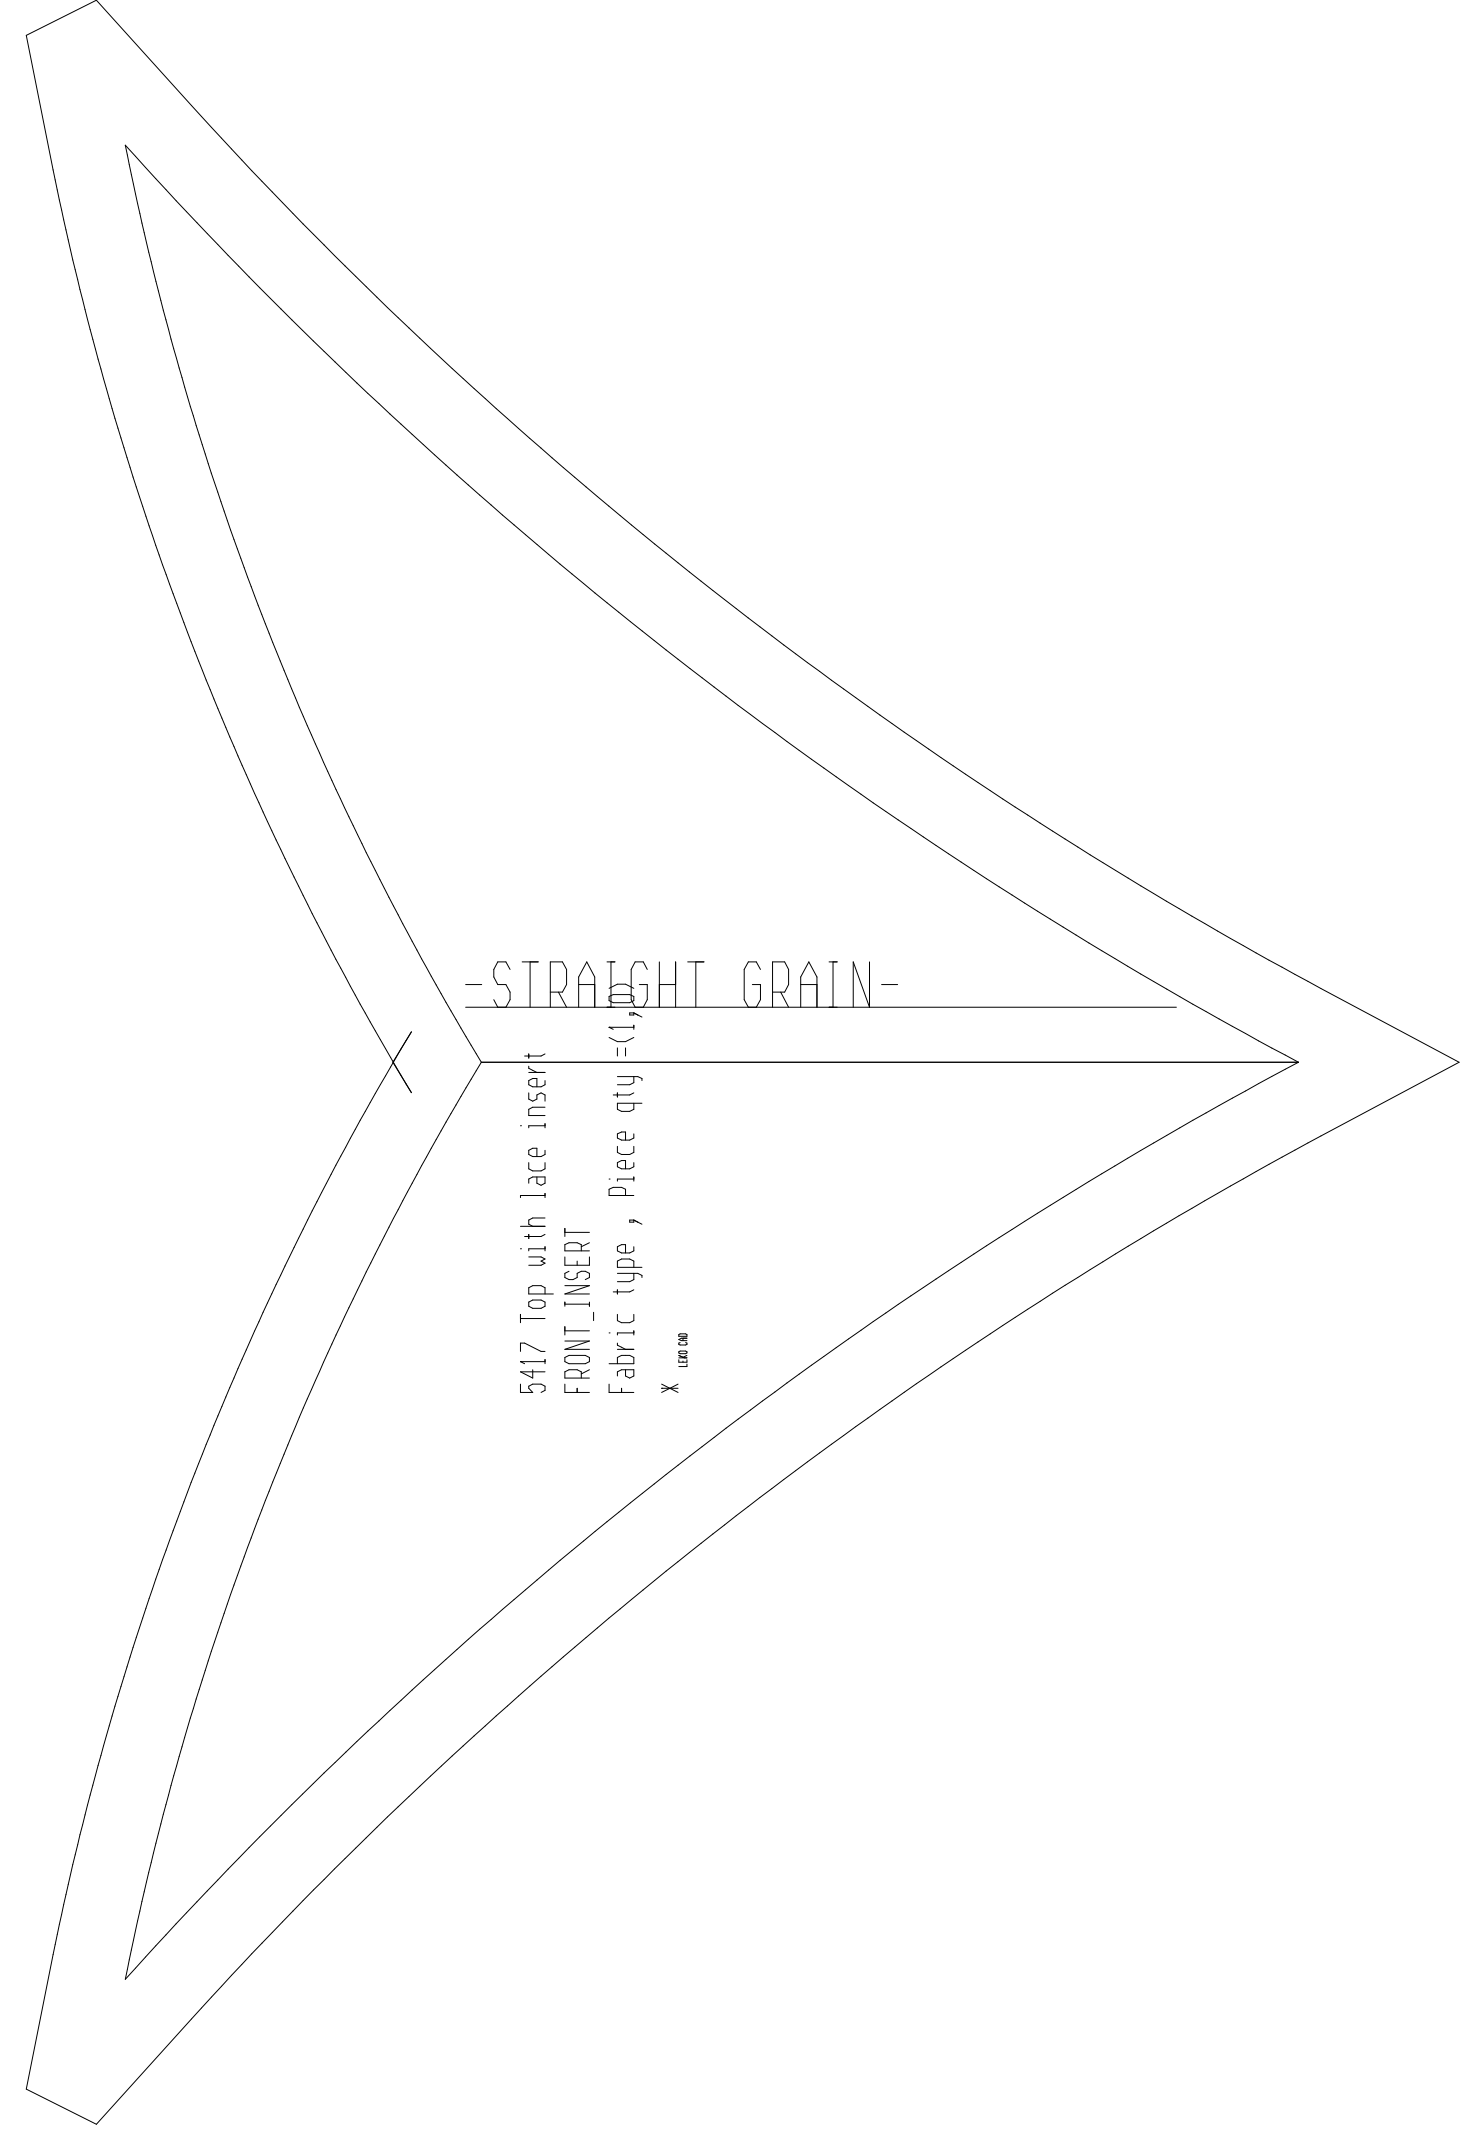 -STRAIGHT GRAIN-
5417 Top with lace insert
FRONT_INSERT
Fabric type , Piece qty =(1,0)
LEKO CAD